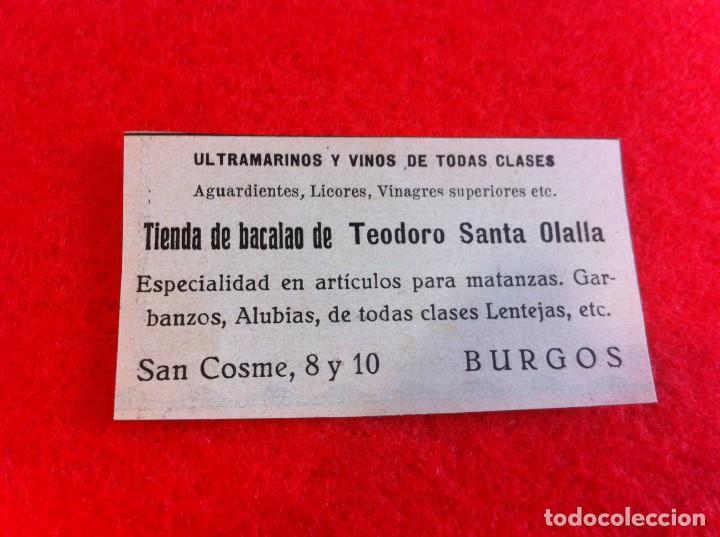 ULTRAMARINOS Y VINOS DE TODAS CLASES
Aguardientes, Licores, Vinagres superiores etc.
Tienda de bacalao de Teodoro Santa Olalla
Especialidad en artículos para matanzas. Gar-
banzos, Alubias, de todas clases Lentejas, etc.
San Cosme, 8 y 10 BURGOS
todocoleccion.net